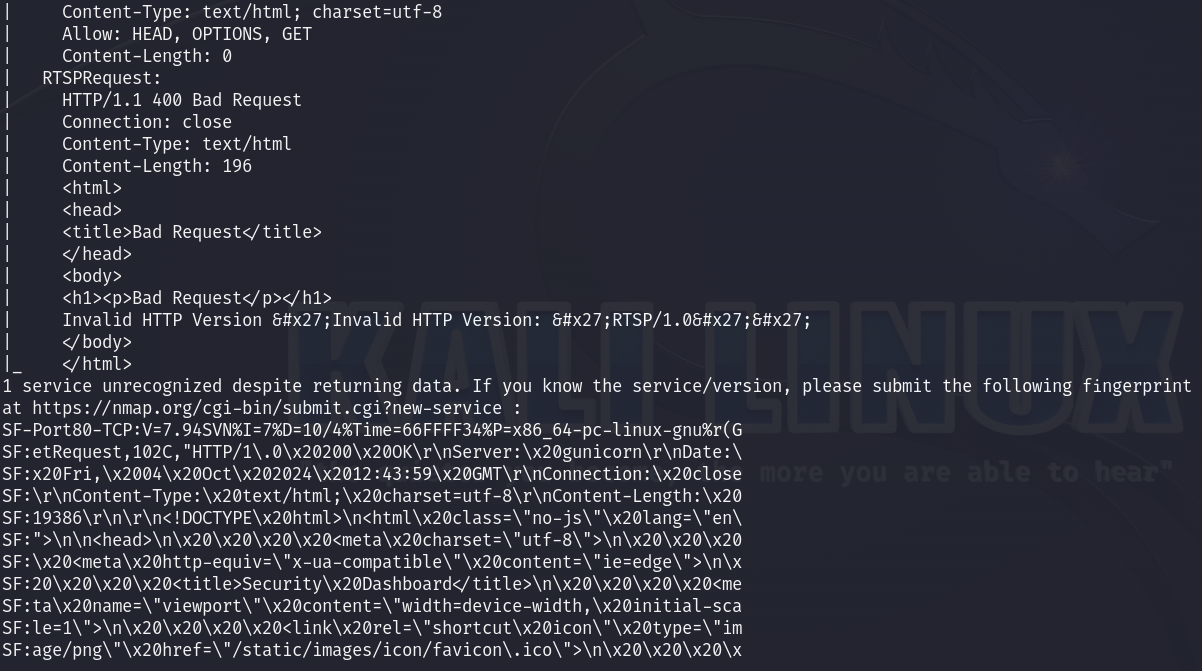 |     Content-Type: text/html; charset=utf-8
|     Allow: HEAD, OPTIONS, GET
|     Content-Length: 0
|   RTSPRequest:
|     HTTP/1.1 400 Bad Request
|     Connection: close
|     Content-Type: text/html
|     Content-Length: 196
|     <html>
|     <head>
|     <title>Bad Request</title>
|     </head>
|     <body>
|     <h1><p>Bad Request</p></h1>
|     Invalid HTTP Version &#x27;Invalid HTTP Version: &#x27;RTSP/1.0&#x27;&#x27;
|     </body>
|_    </html>
KALI LINUX
1 service unrecognized despite returning data. If you know the service/version, please submit the following fingerprint
at https://nmap.org/cgi-bin/submit.cgi?new-service :
SF-Port80-TCP:V=7.94SVN%I=7%D=10/4%Time=66FFFF34%P=x86_64-pc-linux-gnu%r(G
SF:etRequest,102C,"HTTP/1\.0\x20200\x20OK\r\nServer:\x20gunicorn\r\nDate:\
SF:x20Fri,\x2004\x20Oct\x202024\x2012:43:59\x20GMT\r\nConnection:\x20close
more you are able to hear"
SF:\r\nContent-Type:\x20text/html;\x20charset=utf-8\r\nContent-Length:\x20
SF:19386\r\n\r\n<!DOCTYPE\x20html>\n<html\x20class=\"no-js\"\x20lang=\"en\
SF:">\n\n<head>\n\x20\x20\x20\x20<meta\x20charset=\"utf-8\">\n\x20\x20\x20
SF:\x20<meta\x20http-equiv=\"x-ua-compatible\"\x20content=\"ie=edge\">\n\x
SF:20\x20\x20\x20<title>Security\x20Dashboard</title>\n\x20\x20\x20\x20<me
SF:ta\x20name=\"viewport\"\x20content=\"width=device-width,\x20initial-sca
SF:le=1\">\n\x20\x20\x20\x20<link\x20rel=\"shortcut\x20icon\"\x20type=\"im
SF:age/png\"\x20href=\"/static/images/icon/favicon\.ico\">\n\x20\x20\x20\x